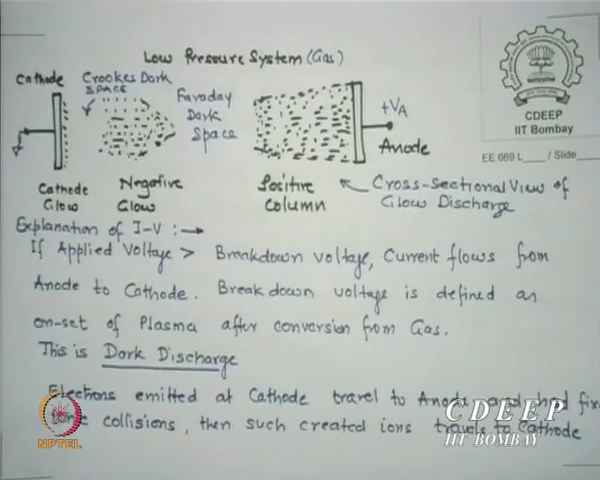 Low Pressure System (Gas)
Cathode
Crookes Dark
SPACE
Faraday
Dark
Space
+VA
Anode
Cathode
Glow
Negative
Glow
Positive
Column
Cross-Sectional View of
Glow Discharge
CDEEP
IIT Bombay
EE 669 L____ / Slide____
Explanation of I-V :→
If Applied Voltage > Breakdown voltage, Current flows from
Anode to Cathode. Breakdown voltage is defined as
on-set of Plasma after conversion from Gas.
This is Dark Discharge
Electrons emitted at Cathode travel to Anode and had
collisions, then such created ions travels to Cathode
NPTEL
CDEEP
IIT BOMBAY